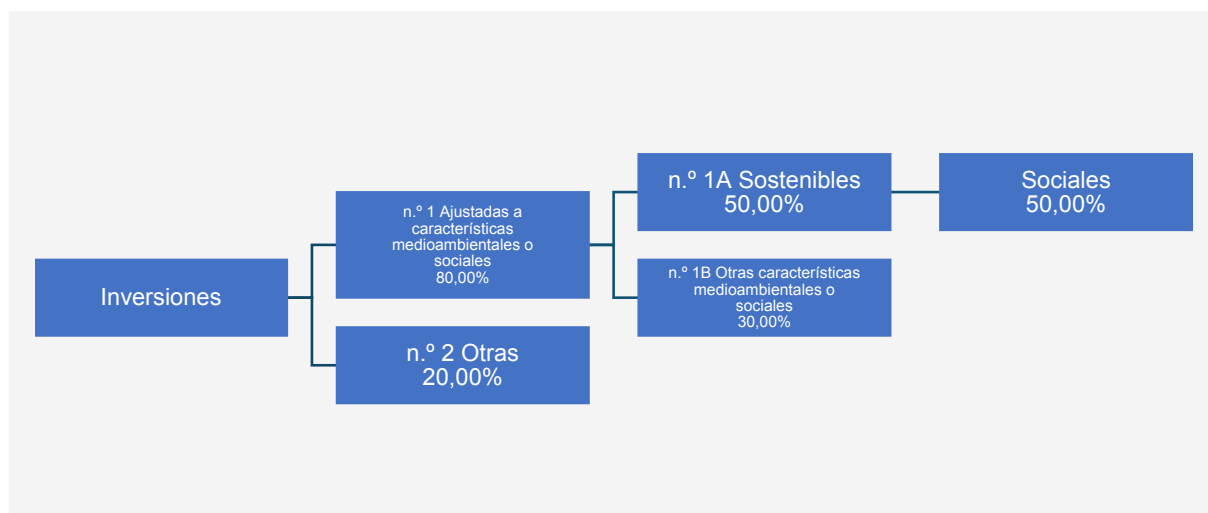 Inversiones
n.º 1 Ajustadas a
características
medioambientales o
sociales
80,00%
n.º 2 Otras
20,00%
n.º 1A Sostenibles
50,00%
n.º 1B Otras características
medioambientales o
sociales
30,00%
Sociales
50,00%